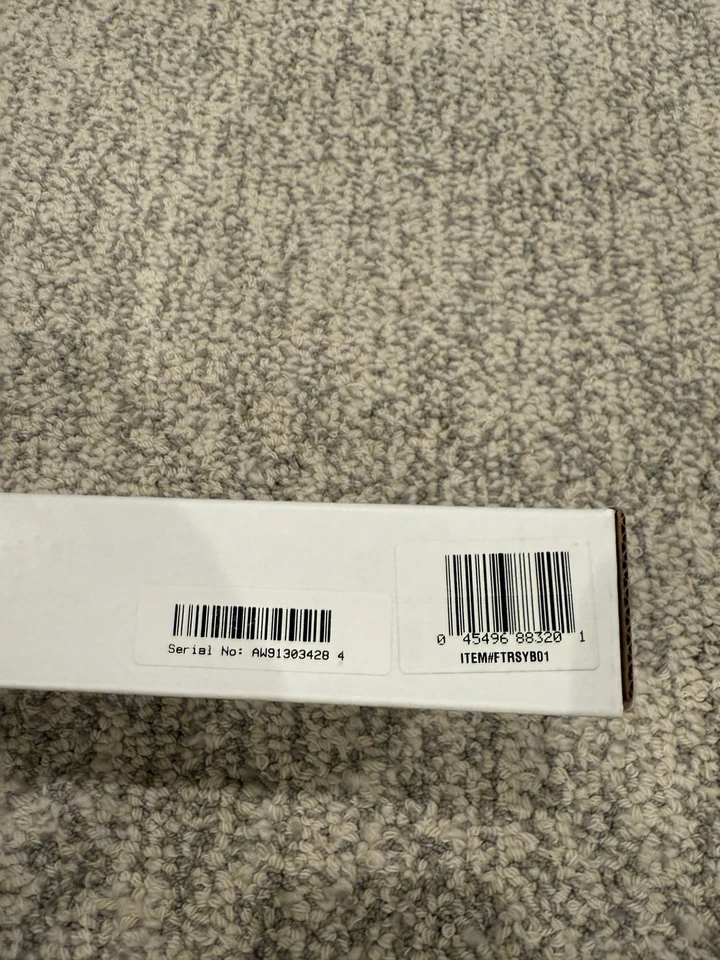 Serial No: AW91303428 4
0 45496 88320 1
ITEM#FTRSYB01